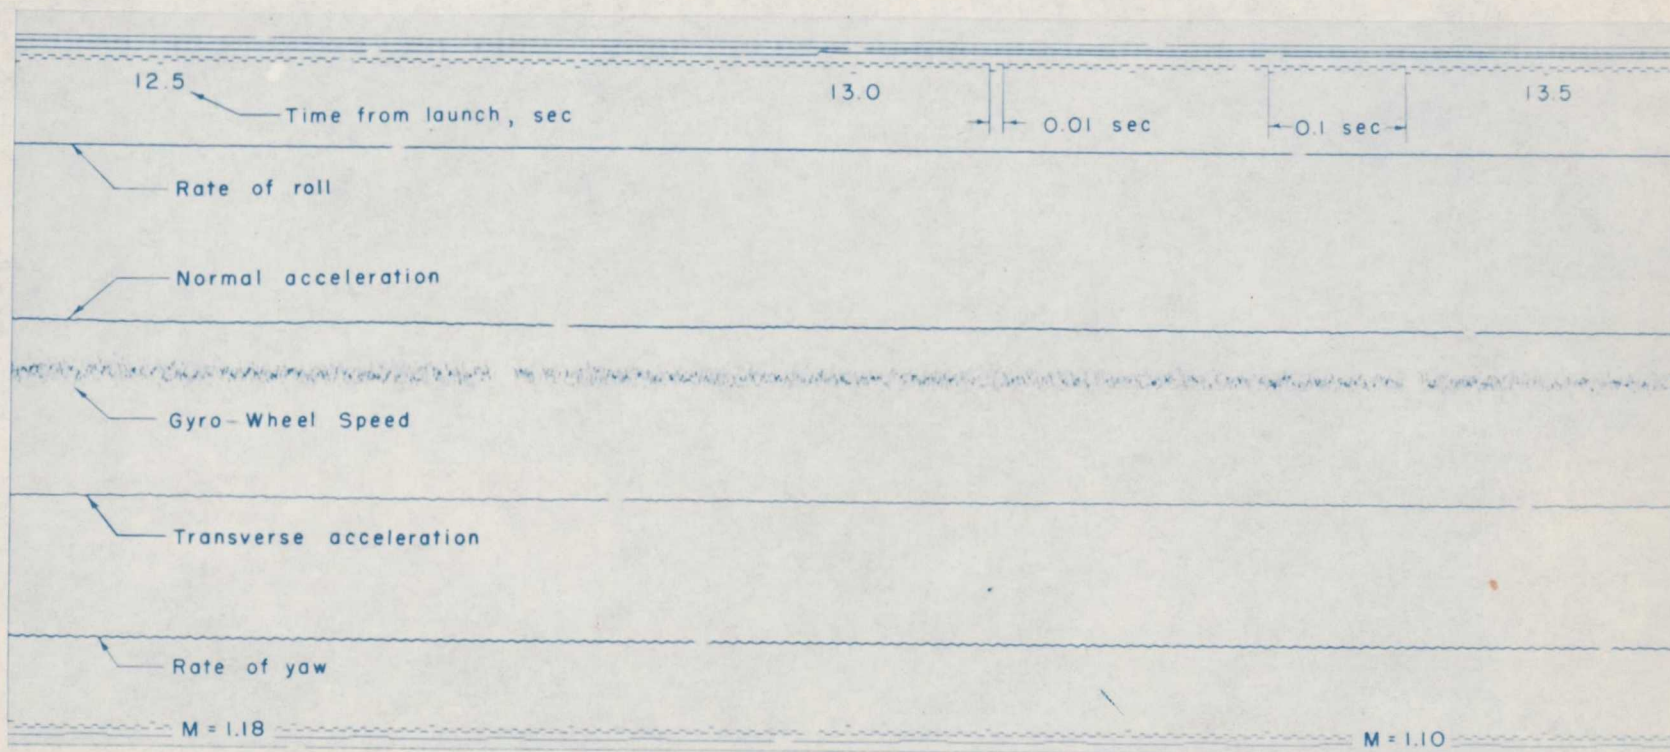 12.5
13.0
13.5
Time from launch, sec
0.01 sec
0.1 sec
Rate of roll
Normal acceleration
Gyro-Wheel Speed
Transverse acceleration
Rate of yaw
M = 1.18
M = 1.10